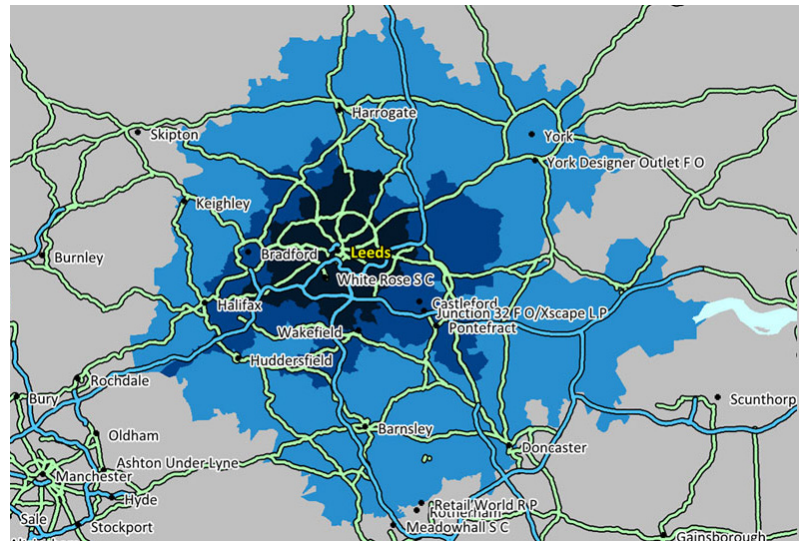 Harrogate
Skipton
York
York Designer Outlet F O
Keighley
Burnley
Bradford
Leeds
White Rose S C
Halifax
Castleford
Junction 32 F O/Xscape L P
Pontefract
Wakefield
Huddersfield
Rochdale
Bury
Scunthorp
Barnsley
Oldham
Doncaster
Ashton Under Lyne
Manchester
Hyde
Retail World R P
Rotherham
Sale
Stockport
Meadowhall S C
Gainsborough